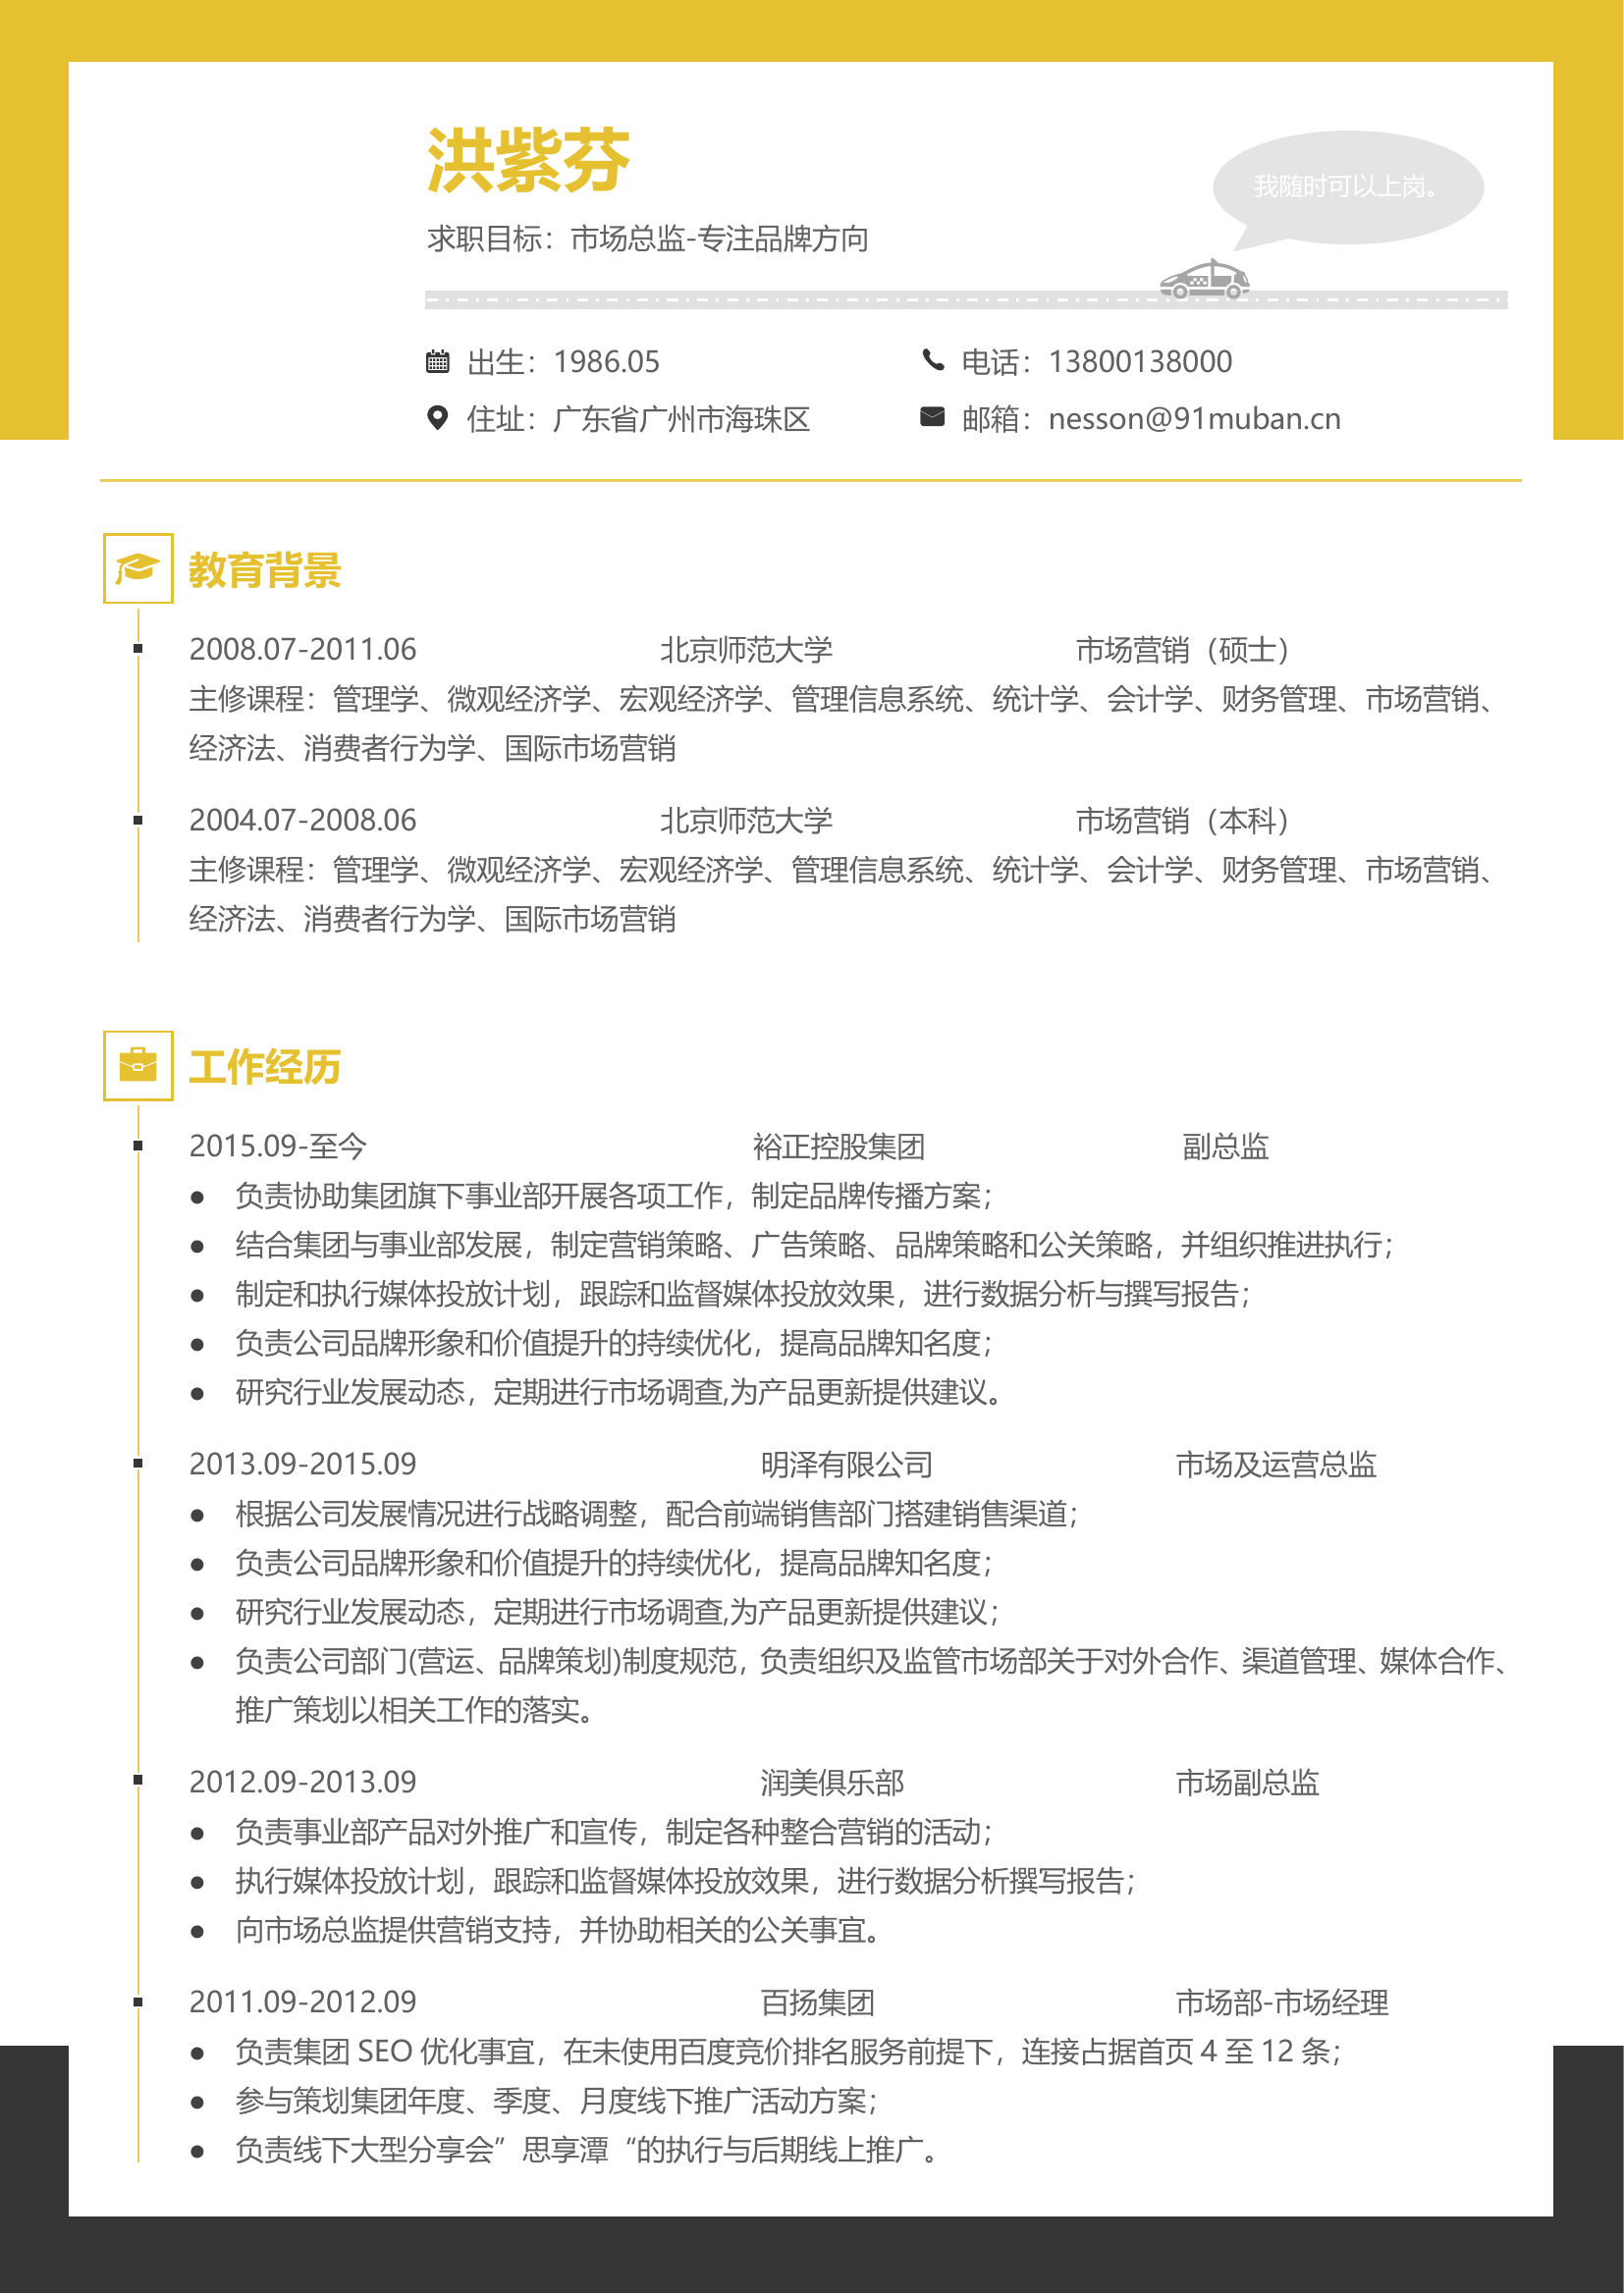 洪紫芬
我随时可以上岗。
求职目标：市场总监-专注品牌方向
出生：1986.05 电话：13800138000
住址：广东省广州市海珠区 邮箱：nesson@91muban.cn
教育背景
2008.07-2011.06 北京师范大学 市场营销（硕士）
主修课程：管理学、微观经济学、宏观经济学、管理信息系统、统计学、会计学、财务管理、市场营销、
经济法、消费者行为学、国际市场营销
2004.07-2008.06 北京师范大学 市场营销（本科）
主修课程：管理学、微观经济学、宏观经济学、管理信息系统、统计学、会计学、财务管理、市场营销、
经济法、消费者行为学、国际市场营销
工作经历
2015.09-至今 裕正控股集团 副总监
● 负责协助集团旗下事业部开展各项工作，制定品牌传播方案；
● 结合集团与事业部发展，制定营销策略、广告策略、品牌策略和公关策略，并组织推进执行；
● 制定和执行媒体投放计划，跟踪和监督媒体投放效果，进行数据分析与撰写报告；
● 负责公司品牌形象和价值提升的持续优化，提高品牌知名度；
● 研究行业发展动态，定期进行市场调查,为产品更新提供建议。
2013.09-2015.09 明泽有限公司 市场及运营总监
● 根据公司发展情况进行战略调整，配合前端销售部门搭建销售渠道；
● 负责公司品牌形象和价值提升的持续优化，提高品牌知名度；
● 研究行业发展动态，定期进行市场调查,为产品更新提供建议；
● 负责公司部门(营运、品牌策划)制度规范，负责组织及监管市场部关于对外合作、渠道管理、媒体合作、
推广策划以相关工作的落实。
2012.09-2013.09 润美俱乐部 市场副总监
● 负责事业部产品对外推广和宣传，制定各种整合营销的活动；
● 执行媒体投放计划，跟踪和监督媒体投放效果，进行数据分析撰写报告；
● 向市场总监提供营销支持，并协助相关的公关事宜。
2011.09-2012.09 百扬集团 市场部-市场经理
● 负责集团 SEO 优化事宜，在未使用百度竞价排名服务前提下，连接占据首页 4 至 12 条；
● 参与策划集团年度、季度、月度线下推广活动方案；
● 负责线下大型分享会”思享潭“的执行与后期线上推广。